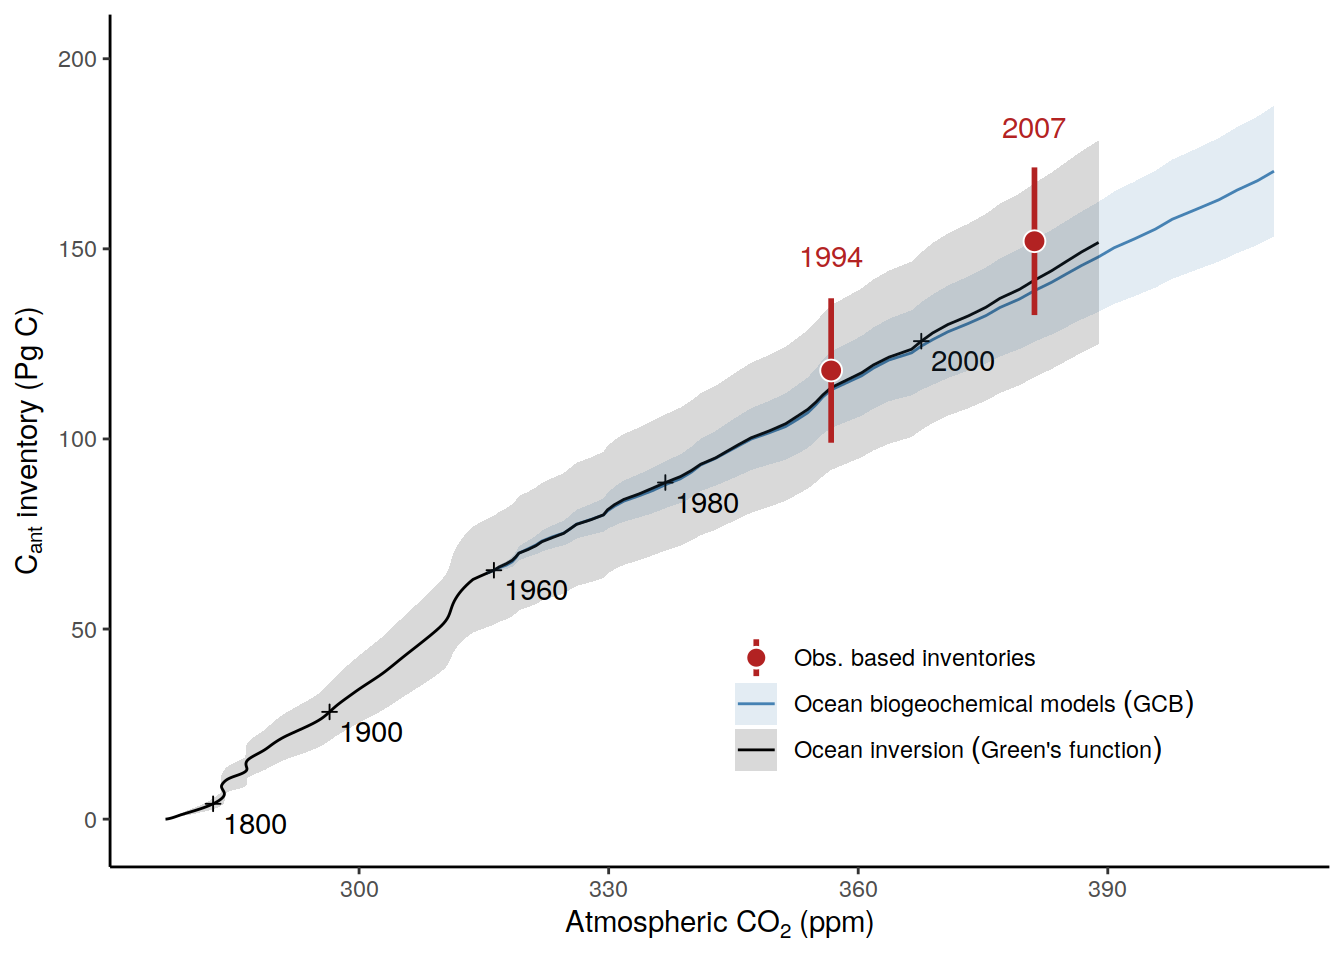 200
150
100
50
0
C_ant inventory (Pg C)
2007
1994
2000
1980
1960
1900
1800
Obs. based inventories
Ocean biogeochemical models (GCB)
Ocean inversion (Green's function)
300 330 360 390
Atmospheric CO₂ (ppm)